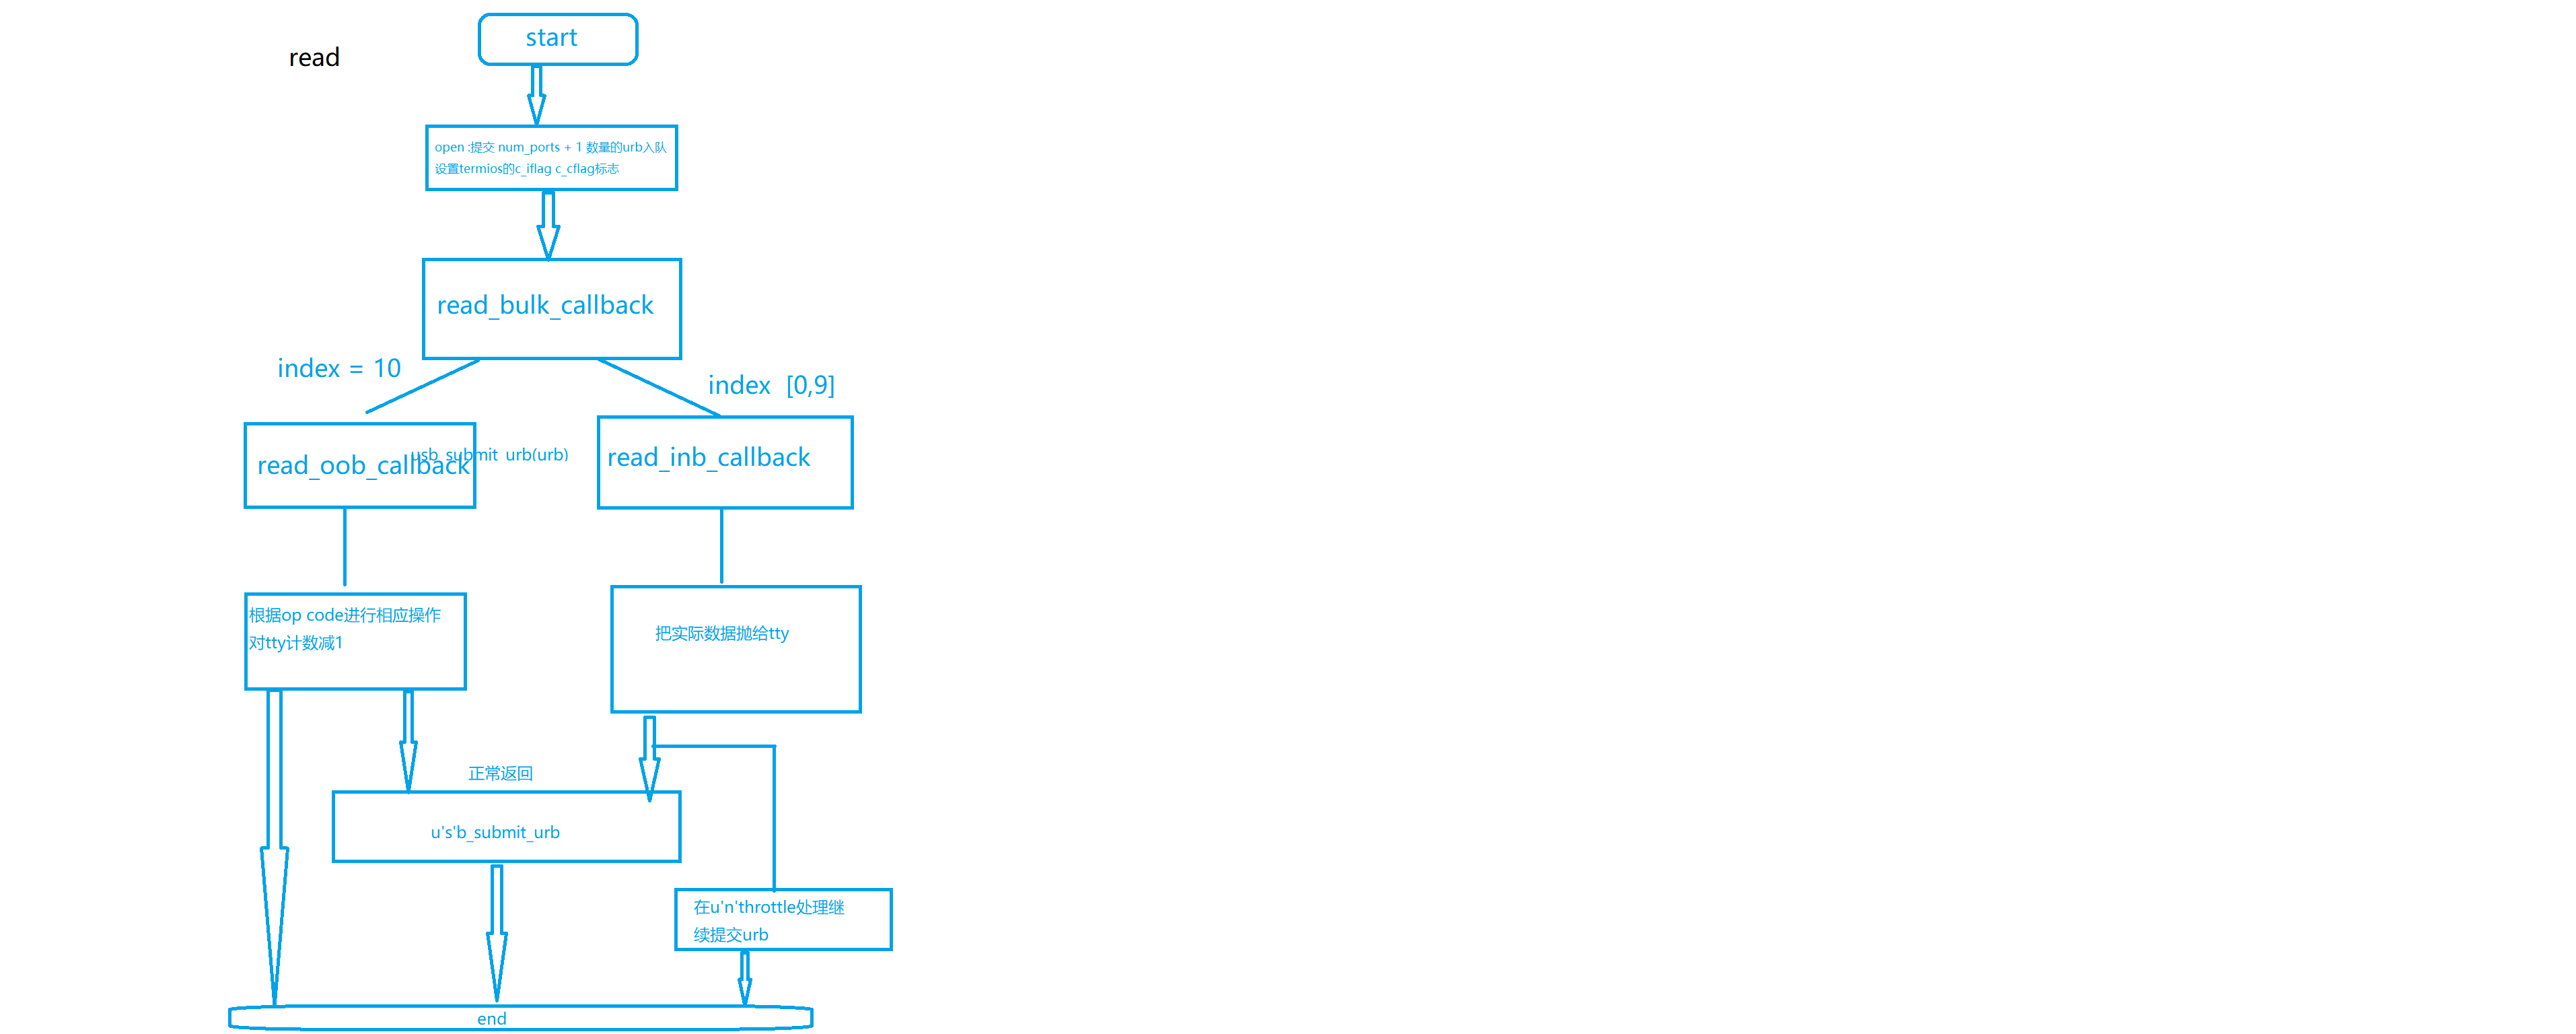 start
read
open :提交 num_ports + 1 数量的urb入队
设置termios的c_iflag c_cflag标志
read_bulk_callback
index = 10
index [0,9]
usb_submit_urb(urb)
read_oob_callback
read_inb_callback
根据op code进行相应操作
对tty计数减1
把实际数据抛给tty
正常返回
u's'b_submit_urb
在u'n'throttle处理继
续提交urb
end